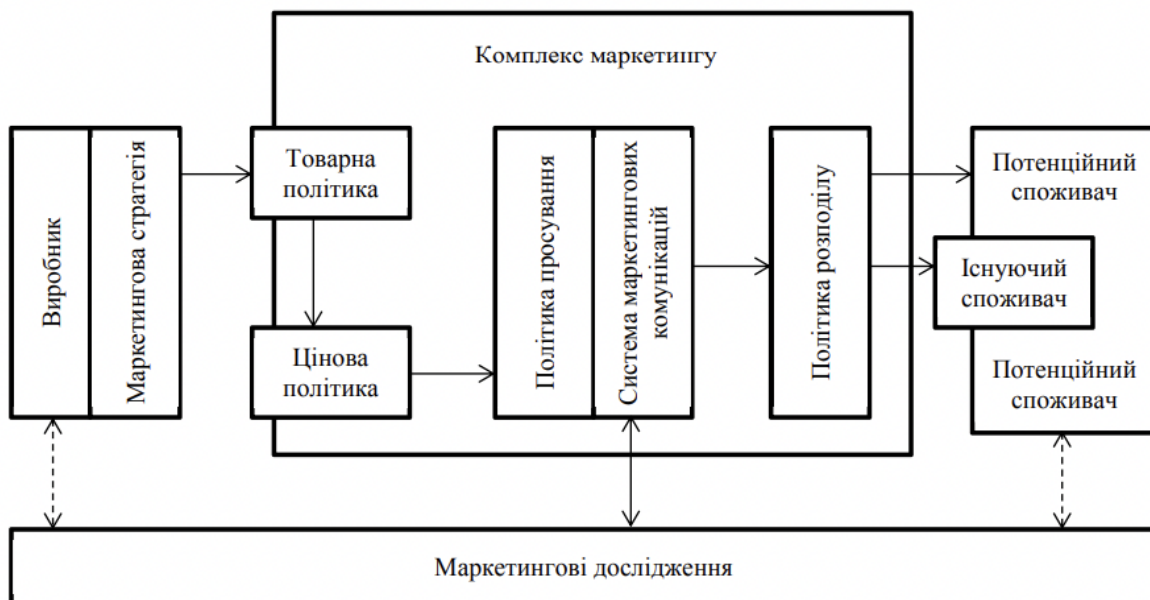 Комплекс маркетингу
Виробник
Маркетингова стратегія
Товарна
політика
Цінова
політика
Політика просування
Система маркетингових
комунікацій
Політика розподілу
Потенційний
споживач
Існуючий
споживач
Потенційний
споживач
Маркетингові дослідження